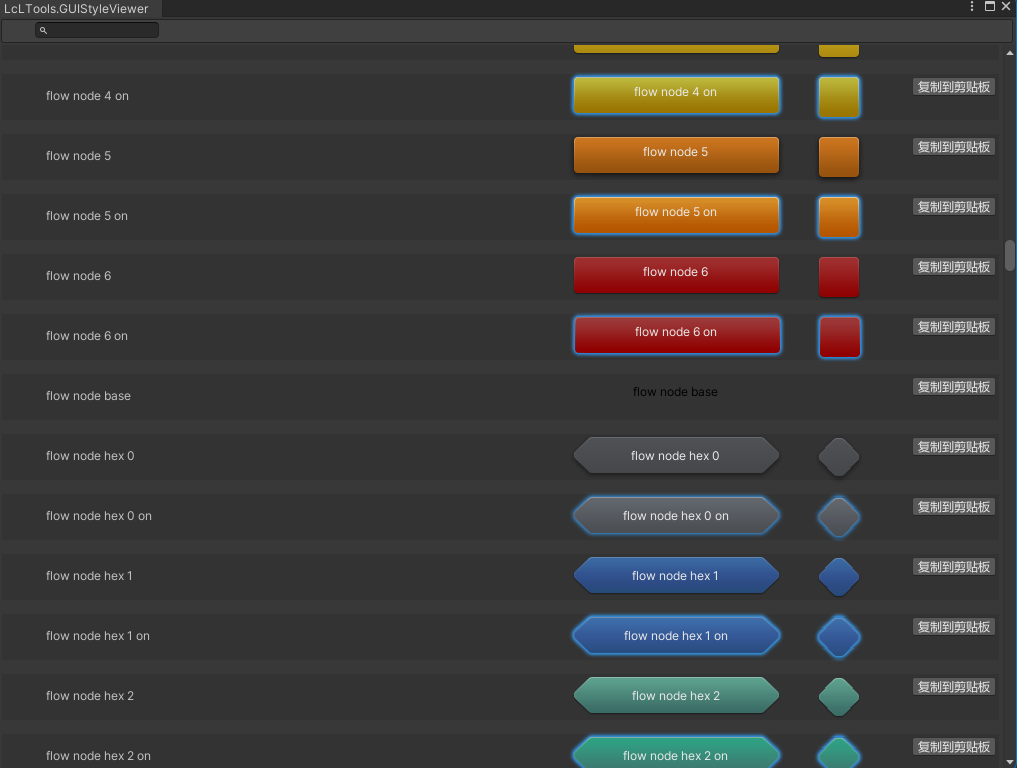 LcLTools.GUIStyleViewer
flow node 4 on flow node 4 on 复制到剪贴板
flow node 5 flow node 5 复制到剪贴板
flow node 5 on flow node 5 on 复制到剪贴板
flow node 6 flow node 6 复制到剪贴板
flow node 6 on flow node 6 on 复制到剪贴板
flow node base flow node base 复制到剪贴板
flow node hex 0 flow node hex 0 复制到剪贴板
flow node hex 0 on flow node hex 0 on 复制到剪贴板
flow node hex 1 flow node hex 1 复制到剪贴板
flow node hex 1 on flow node hex 1 on 复制到剪贴板
flow node hex 2 flow node hex 2 复制到剪贴板
flow node hex 2 on flow node hex 2 on 复制到剪贴板